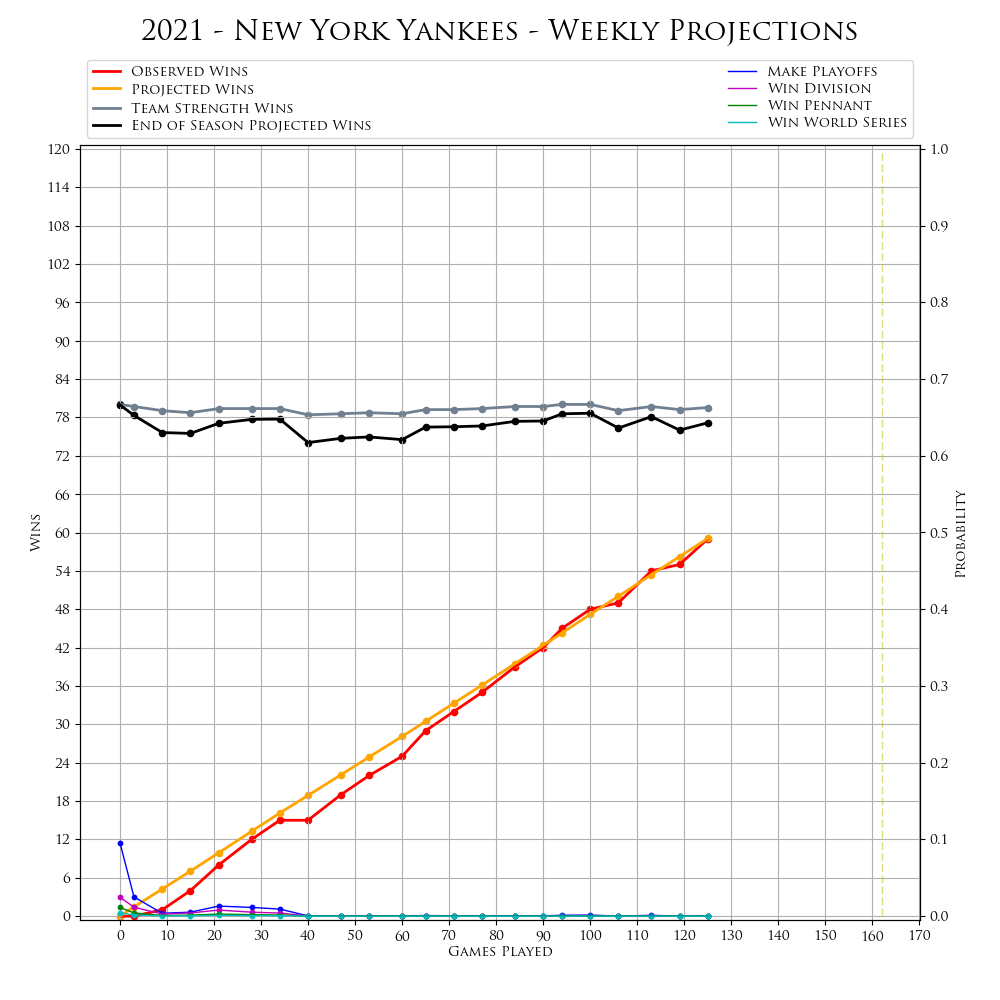 2021 - New York Yankees - Weekly Projections
Observed Wins
Projected Wins
Team Strength Wins
End of Season Projected Wins
Make Playoffs
Win Division
Win Pennant
Win World Series
120
114
108
102
96
90
84
78
72
66
60
54
48
42
36
30
24
18
12
6
0
Wins
1.0
0.9
0.8
0.7
0.6
0.5
0.4
0.3
0.2
0.1
0.0
Probability
0 10 20 30 40 50 60 70 80 90 100 110 120 130 140 150 160 170
Games Played